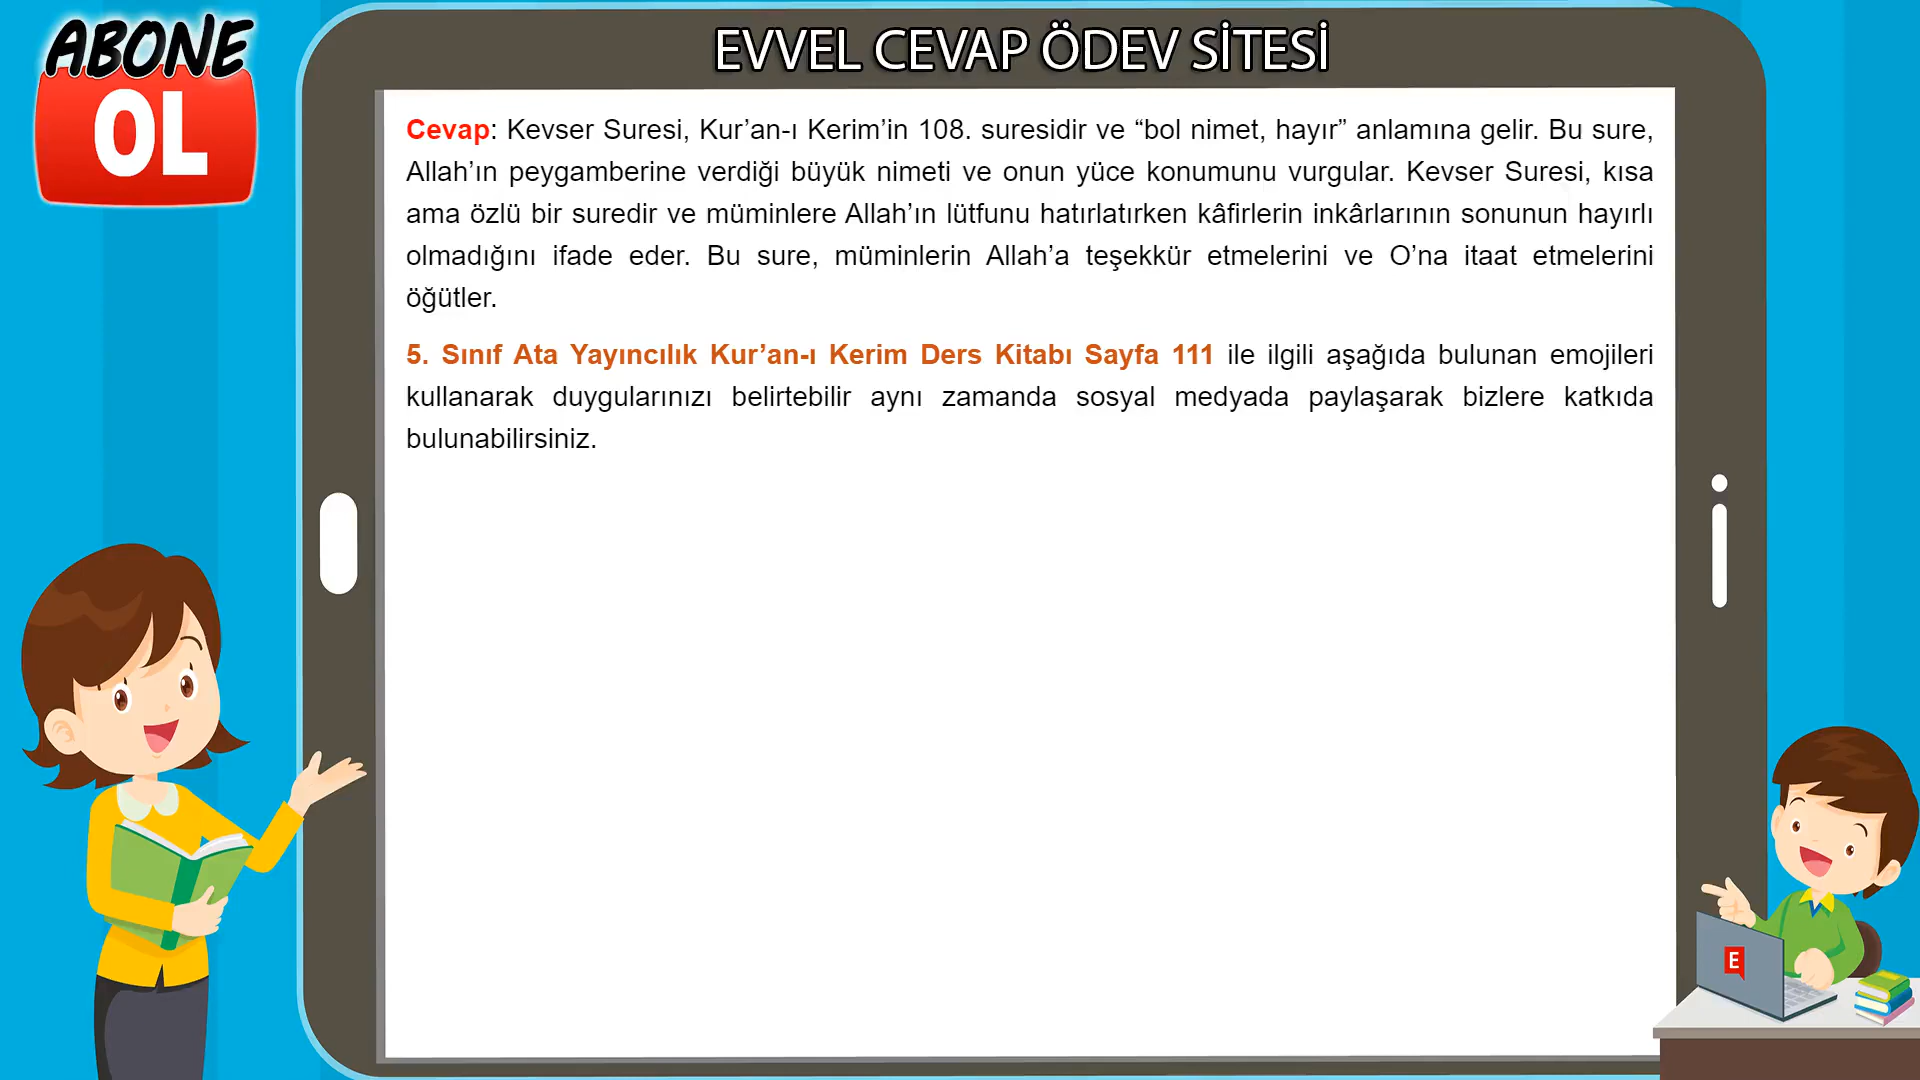 ABONE
OL
EVVEL CEVAP ÖDEV SİTESİ
Cevap: Kevser Suresi, Kur’an-ı Kerim’in 108. suresidir ve “bol nimet, hayır” anlamına gelir. Bu sure,
Allah’ın peygamberine verdiği büyük nimeti ve onun yüce konumunu vurgular. Kevser Suresi, kısa
ama özlü bir suredir ve müminlere Allah’ın lütfunu hatırlatırken kâfirlerin inkârlarının sonunun hayırlı
olmadığını ifade eder. Bu sure, müminlerin Allah’a teşekkür etmelerini ve O’na itaat etmelerini
öğütler.
5. Sınıf Ata Yayıncılık Kur’an-ı Kerim Ders Kitabı Sayfa 111 ile ilgili aşağıda bulunan emojileri
kullanarak duygularınızı belirtebilir aynı zamanda sosyal medyada paylaşarak bizlere katkıda
bulunabilirsiniz.
E